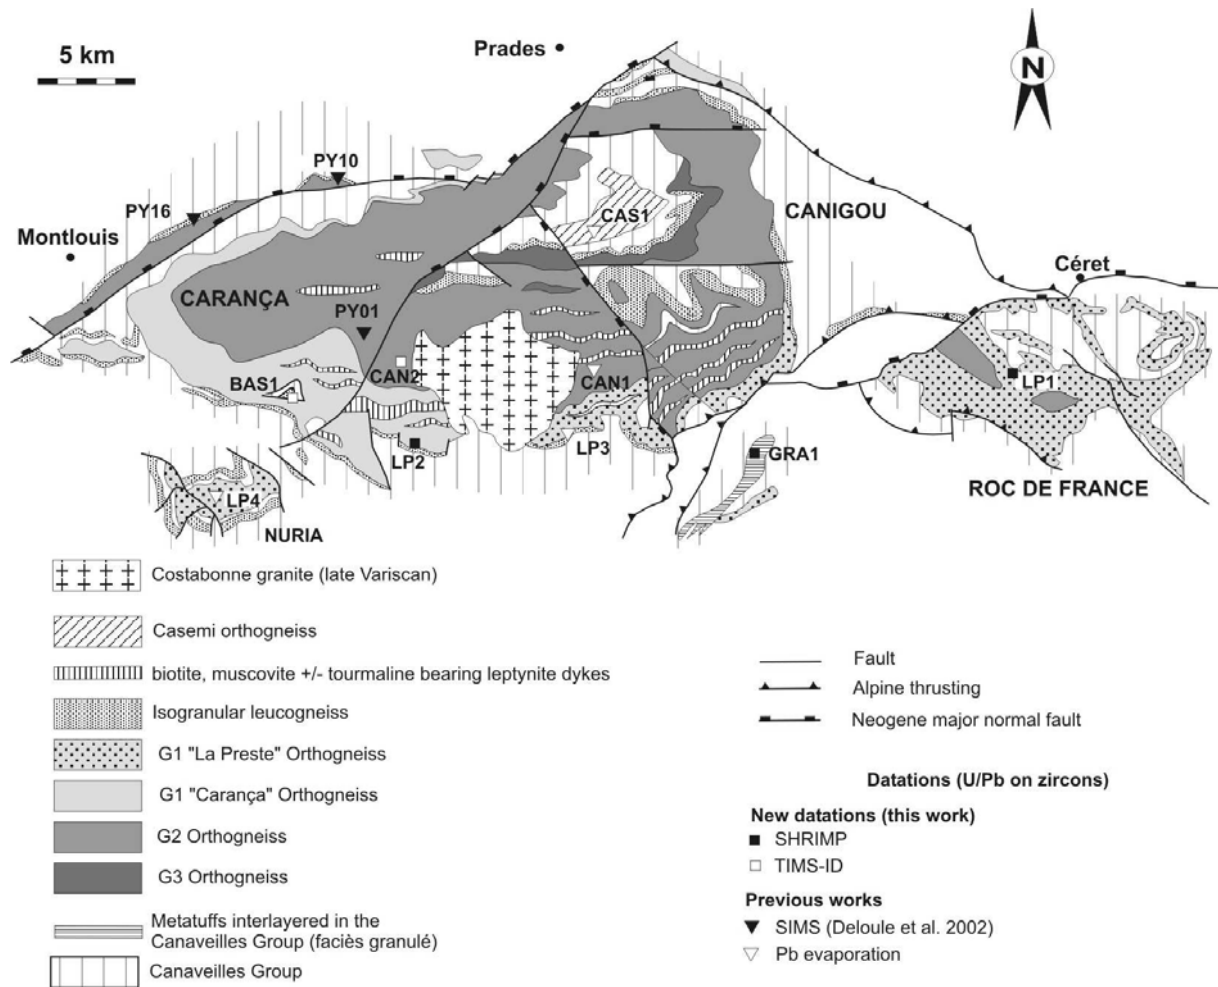 5 km
Prades
N
PY10
PY16
CAS1
CANIGOU
Montlouis
Céret
CARANÇA
PY01
BAS1
CAN2
CAN1
LP1
LP2
LP3
GRA1
LP4
ROC DE FRANCE
NURIA
Costabonne granite (late Variscan)
Casemi orthogneiss
biotite, muscovite +/- tourmaline bearing leptynite dykes
Isogranular leucogneiss
G1 "La Preste" Orthogneiss
G1 "Carança" Orthogneiss
G2 Orthogneiss
G3 Orthogneiss
Metatuffs interlayered in the
Canaveilles Group (faciès granulé)
Canaveilles Group
Fault
Alpine thrusting
Neogene major normal fault
Datations (U/Pb on zircons)
New datations (this work)
SHRIMP
TIMS-ID
Previous works
SIMS (Deloule et al. 2002)
Pb evaporation